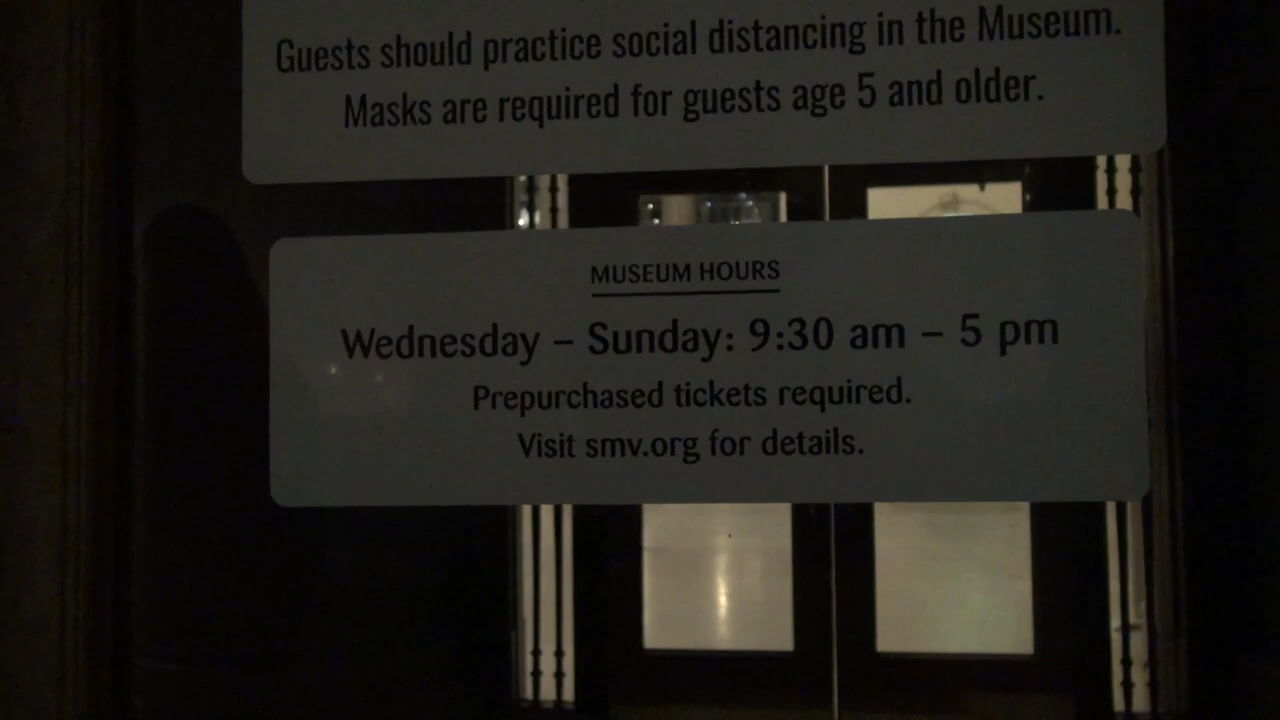 Guests should practice social distancing in the Museum.
Masks are required for guests age 5 and older.
MUSEUM HOURS
Wednesday – Sunday: 9:30 am – 5 pm
Prepurchased tickets required.
Visit smv.org for details.